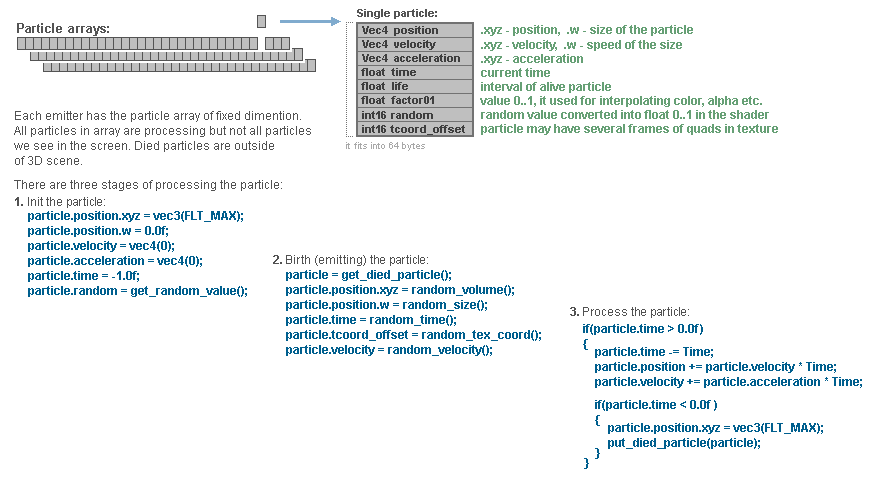 Particle arrays:
Single particle:
Vec4 position .xyz - position, .w - size of the particle
Vec4 velocity .xyz - velocity, .w - speed of the size
Vec4 acceleration .xyz - acceleration
float time current time
float life interval of alive particle
float factor01 value 0..1, it used for interpolating color, alpha etc.
int16 random random value converted into float 0..1 in the shader
int16 tcoord_offset particle may have several frames of quads in texture
it fits into 64 bytes
Each emitter has the particle array of fixed dimention.
All particles in array are processing but not all particles
we see in the screen. Died particles are outside
of 3D scene.
There are three stages of processing the particle:
1. Init the particle:
particle.position.xyz = vec3(FLT_MAX);
particle.position.w = 0.0f;
particle.velocity = vec4(0);
particle.acceleration = vec4(0);
particle.time = -1.0f;
particle.random = get_random_value();
2. Birth (emitting) the particle:
particle = get_died_particle();
particle.position.xyz = random_volume();
particle.position.w = random_size();
particle.time = random_time();
particle.tcoord_offset = random_tex_coord();
particle.velocity = random_velocity();
3. Process the particle:
if(particle.time > 0.0f)
{
particle.time -= Time;
particle.position += particle.velocity * Time;
particle.velocity += particle.acceleration * Time;
if(particle.time < 0.0f )
{
particle.position.xyz = vec3(FLT_MAX);
put_died_particle(particle);
}
}